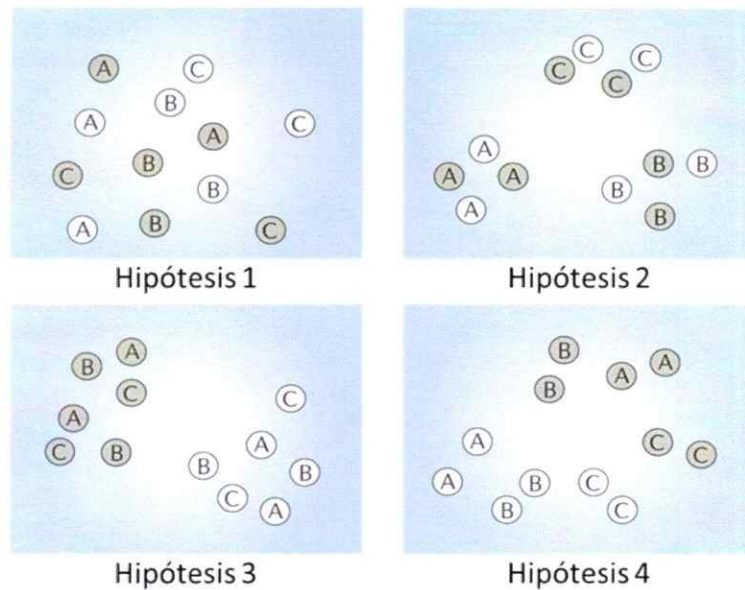 A C
B
A A C
C B B
A B C
Hipótesis 1
C C
C C
A B B
A A B
A B
Hipótesis 2
A
B C
A C
C B A
B B
C A
Hipótesis 3
B A
B A
A C C
A B C
B C
Hipótesis 4